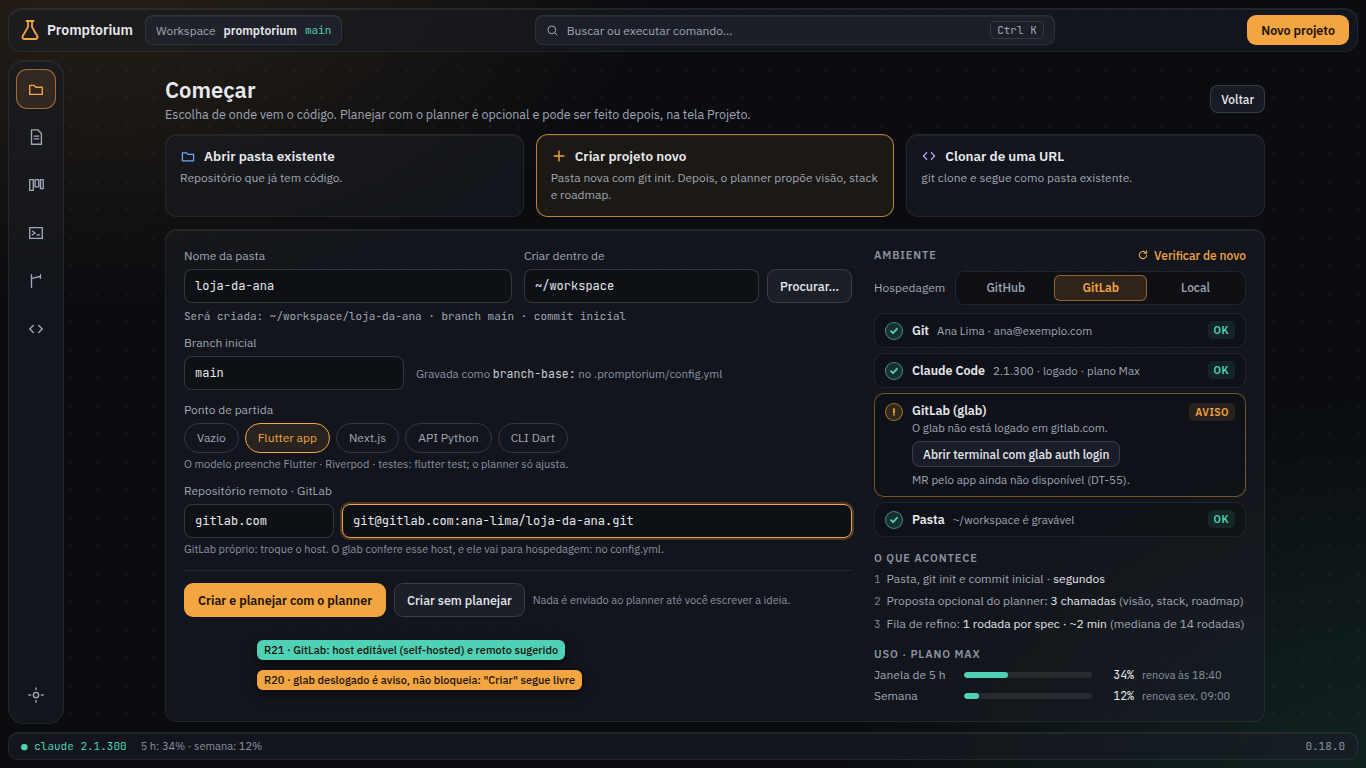 Promptorium
Workspace promptorium main
Buscar ou executar comando...
Ctrl K
Novo projeto
Começar
Escolha de onde vem o código. Planejar com o planner é opcional e pode ser feito depois, na tela Projeto.
Voltar
Abrir pasta existente
Repositório que já tem código.
Criar projeto novo
Pasta nova com git init. Depois, o planner propõe visão, stack
e roadmap.
Clonar de uma URL
git clone e segue como pasta existente.
Nome da pasta
loja-da-ana
Criar dentro de
~/workspace
Procurar...
Será criada: ~/workspace/loja-da-ana · branch main · commit inicial
Branch inicial
main
Gravada como branch-base: no .promptorium/config.yml
Ponto de partida
Vazio
Flutter app
Next.js
API Python
CLI Dart
O modelo preenche Flutter · Riverpod · testes: flutter test; o planner só ajusta.
Repositório remoto · GitLab
gitlab.com
git@gitlab.com:ana-lima/loja-da-ana.git
GitLab próprio: troque o host. O glab confere esse host, e ele vai para hospedagem: no config.yml.
Criar e planejar com o planner
Criar sem planejar
Nada é enviado ao planner até você escrever a ideia.
R21 · GitLab: host editável (self-hosted) e remoto sugerido
R20 · glab deslogado é aviso, não bloqueia: "Criar" segue livre
AMBIENTE
Verificar de novo
Hospedagem
GitHub
GitLab
Local
Git Ana Lima · ana@exemplo.com
OK
Claude Code 2.1.300 · logado · plano Max
OK
GitLab (glab)
AVISO
O glab não está logado em gitlab.com.
Abrir terminal com glab auth login
MR pelo app ainda não disponível (DT-55).
Pasta ~/workspace é gravável
OK
O QUE ACONTECE
1 Pasta, git init e commit inicial · segundos
2 Proposta opcional do planner: 3 chamadas (visão, stack, roadmap)
3 Fila de refino: 1 rodada por spec · ~2 min (mediana de 14 rodadas)
USO · PLANO MAX
Janela de 5 h
34% renova às 18:40
Semana
12% renova sex. 09:00
claude 2.1.300
5 h: 34% · semana: 12%
0.18.0